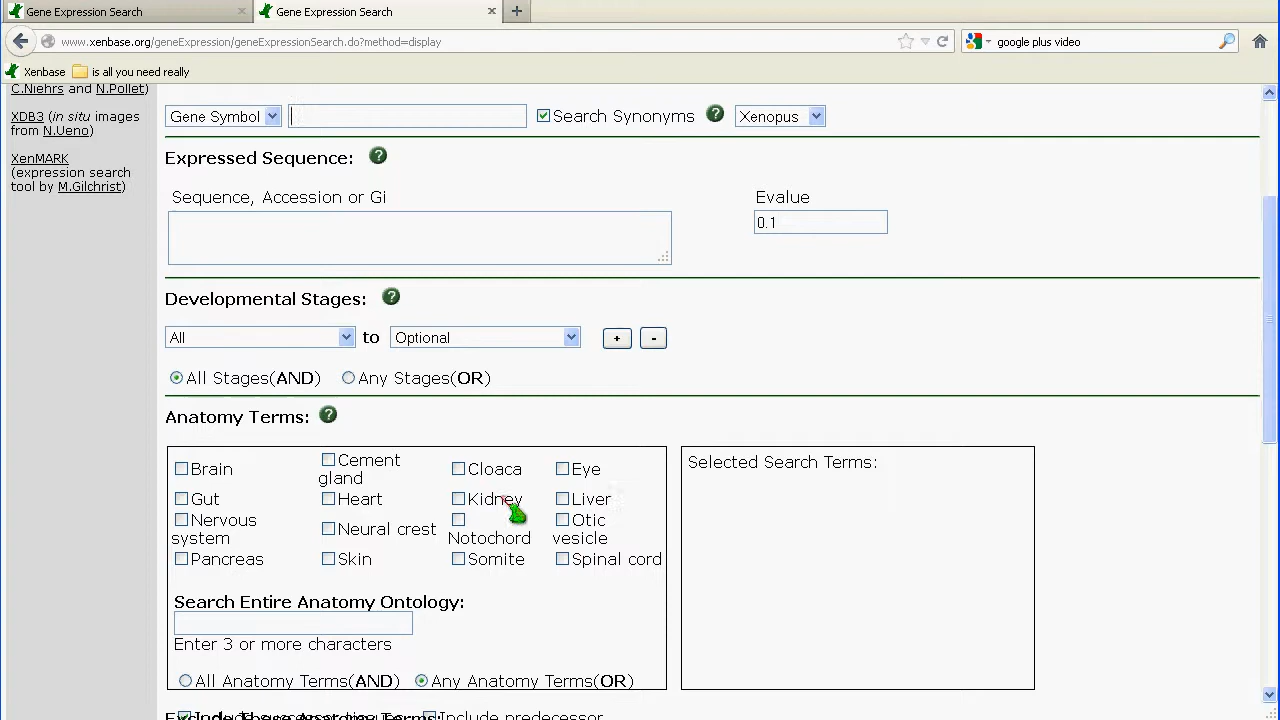 Gene Expression Search × Gene Expression Search × +
www.xenbase.org/geneExpression/geneExpressionSearch.do?method=display google plus video
Xenbase is all you need really
C.Niehrs and N.Pollet)
XDB3 (in situ images
from N.Ueno)
XenMARK
(expression search
tool by M.Gilchrist)
Gene Symbol Search Synonyms ? Xenopus
Expressed Sequence: ?
Sequence, Accession or Gi Evalue
0.1
Developmental Stages: ?
All to Optional + -
All Stages(AND) Any Stages(OR)
Anatomy Terms: ?
Brain Cement gland Cloaca Eye
Gut Heart Kidney Liver
Nervous system Neural crest Notochord Otic vesicle
Pancreas Skin Somite Spinal cord
Search Entire Anatomy Ontology:
Enter 3 or more characters
All Anatomy Terms(AND) Any Anatomy Terms(OR)
Selected Search Terms:
Include predecessor